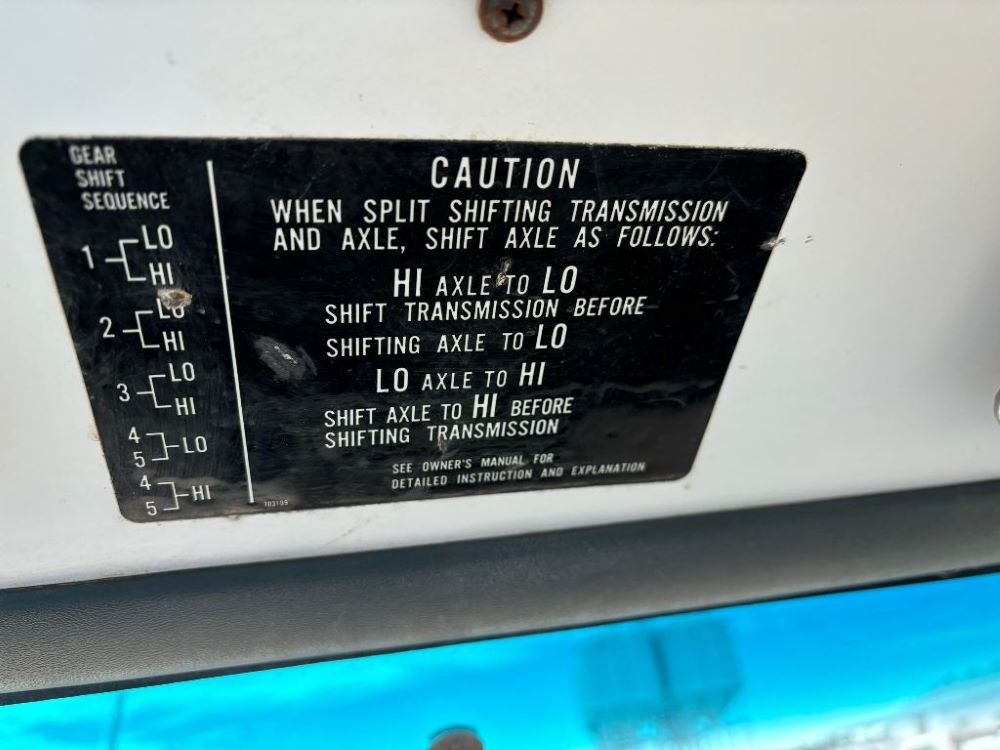 GEAR
SHIFT
SEQUENCE
1 LO
HI
2 LO
HI
3 LO
HI
4
5 LO
4
5 HI
CAUTION
WHEN SPLIT SHIFTING TRANSMISSION
AND AXLE, SHIFT AXLE AS FOLLOWS:
HI AXLE TO LO
SHIFT TRANSMISSION BEFORE
SHIFTING AXLE TO LO
LO AXLE TO HI
SHIFT AXLE TO HI BEFORE
SHIFTING TRANSMISSION
SEE OWNER'S MANUAL FOR
DETAILED INSTRUCTION AND EXPLANATION